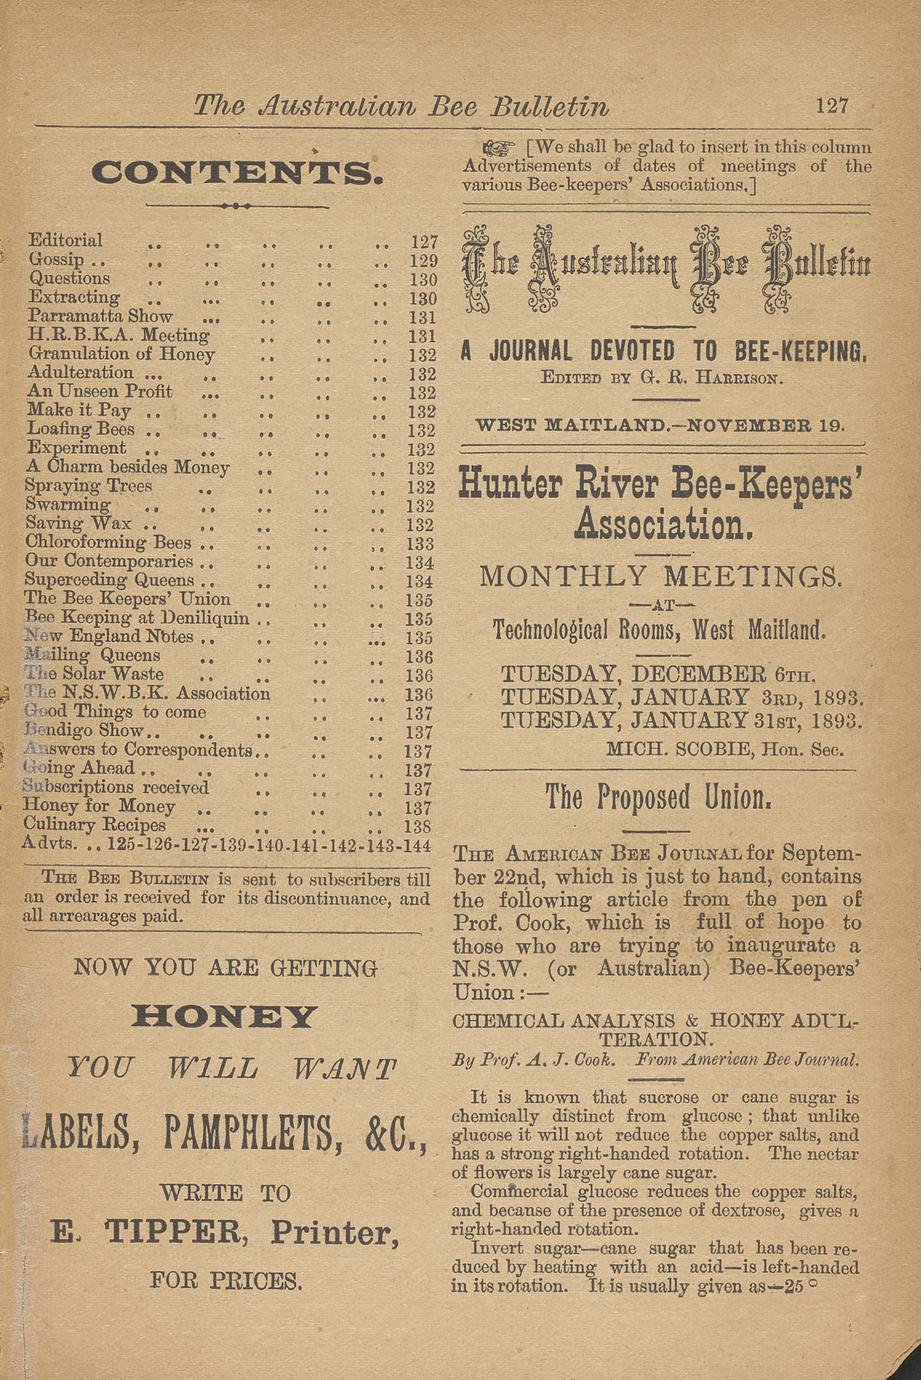 The Australian Bee Bulletin 127
CONTENTS.
Editorial .. .. .. .. .. 127
Gossip .. .. .. .. .. .. 129
Questions .. .. .. .. .. 130
Extracting .. ... .. .. .. 130
Parramatta Show ... .. .. .. 131
H.R.B.K.A. Meeting .. .. .. 131
Granulation of Honey .. .. .. 132
Adulteration ... .. .. .. .. 132
An Unseen Profit ... .. .. .. 132
Make it Pay .. .. .. .. .. 132
Loafing Bees .. .. .. .. .. 132
Experiment .. .. .. .. .. 132
A Charm besides Money .. .. .. 132
Spraying Trees .. .. .. .. 132
Swarming .. .. .. .. .. 132
Saving Wax .. .. .. .. .. 132
Chloroforming Bees .. .. .. .. 133
Our Contemporaries .. .. .. .. 134
Superceding Queens .. .. .. .. 134
The Bee Keepers' Union .. .. .. 135
Bee Keeping at Deniliquin .. .. .. 135
New England Notes .. .. .. ... 135
Mailing Queens .. .. .. .. 136
The Solar Waste .. .. .. .. 136
The N.S.W.B.K. Association .. ... 136
Good Things to come .. .. .. 137
Bendigo Show.. .. .. .. .. 137
Answers to Correspondents.. .. .. 137
Going Ahead .. .. .. .. .. 137
Subscriptions received .. .. .. 137
Honey for Money .. .. .. .. 137
Culinary Recipes ... .. .. .. 138
Advts. .. 125-126-127-139-140-141-142-143-144
THE BEE BULLETIN is sent to subscribers till
an order is received for its discontinuance, and
all arrearages paid.
NOW YOU ARE GETTING
HONEY
YOU WILL WANT
LABELS, PAMPHLETS, &C.,
WRITE TO
E. TIPPER, Printer,
FOR PRICES.
☞ [We shall be glad to insert in this column
Advertisements of dates of meetings of the
various Bee-keepers' Associations.]
The Australian Bee Bulletin
A JOURNAL DEVOTED TO BEE-KEEPING.
EDITED BY G. R. HARRISON.
WEST MAITLAND.—NOVEMBER 19.
Hunter River Bee-Keepers'
Association.
MONTHLY MEETINGS.
—AT—
Technological Rooms, West Maitland.
TUESDAY, DECEMBER 6TH.
TUESDAY, JANUARY 3RD, 1893.
TUESDAY, JANUARY 31ST, 1893.
MICH. SCOBIE, Hon. Sec.
The Proposed Union.
THE AMERICAN BEE JOURNAL for Septem-
ber 22nd, which is just to hand, contains
the following article from the pen of
Prof. Cook, which is full of hope to
those who are trying to inaugurate a
N.S.W. (or Australian) Bee-Keepers'
Union :—
CHEMICAL ANALYSIS & HONEY ADUL-
TERATION.
By Prof. A. J. Cook. From American Bee Journal.
It is known that sucrose or cane sugar is
chemically distinct from glucose ; that unlike
glucose it will not reduce the copper salts, and
has a strong right-handed rotation. The nectar
of flowers is largely cane sugar.
Commercial glucose reduces the copper salts,
and because of the presence of dextrose, gives a
right-handed rotation.
Invert sugar—cane sugar that has been re-
duced by heating with an acid—is left-handed
in its rotation. It is usually given as—25 °